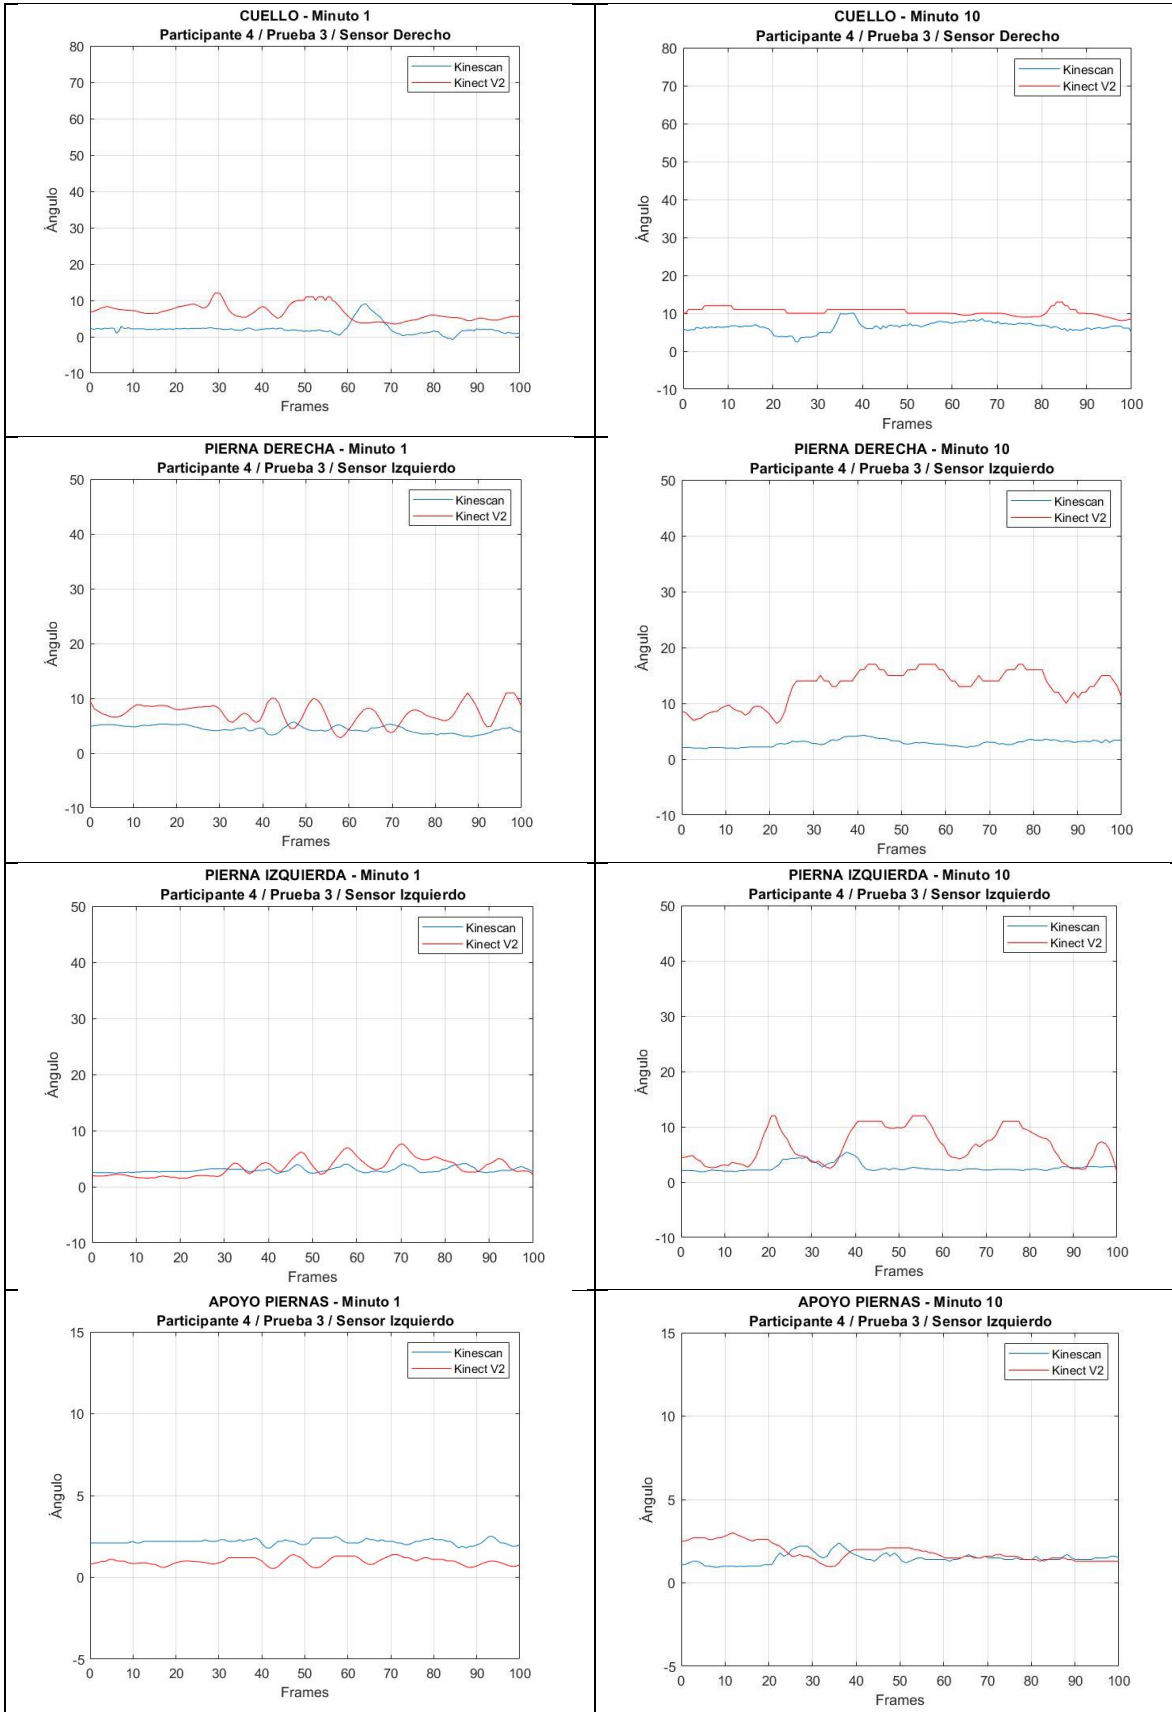 CUELLO - Minuto 1
Participante 4 / Prueba 3 / Sensor Derecho
Kinescan
Kinect V2
80
70
60
50
40
30
20
10
0
-10
Ángulo
0 10 20 30 40 50 60 70 80 90 100
Frames
CUELLO - Minuto 10
Participante 4 / Prueba 3 / Sensor Derecho
Kinescan
Kinect V2
80
70
60
50
40
30
20
10
0
-10
Ángulo
0 10 20 30 40 50 60 70 80 90 100
Frames
PIERNA DERECHA - Minuto 1
Participante 4 / Prueba 3 / Sensor Izquierdo
Kinescan
Kinect V2
50
40
30
20
10
0
-10
Ángulo
0 10 20 30 40 50 60 70 80 90 100
Frames
PIERNA DERECHA - Minuto 10
Participante 4 / Prueba 3 / Sensor Izquierdo
Kinescan
Kinect V2
50
40
30
20
10
0
-10
Ángulo
0 10 20 30 40 50 60 70 80 90 100
Frames
PIERNA IZQUIERDA - Minuto 1
Participante 4 / Prueba 3 / Sensor Izquierdo
Kinescan
Kinect V2
50
40
30
20
10
0
-10
Ángulo
0 10 20 30 40 50 60 70 80 90 100
Frames
PIERNA IZQUIERDA - Minuto 10
Participante 4 / Prueba 3 / Sensor Izquierdo
Kinescan
Kinect V2
50
40
30
20
10
0
-10
Ángulo
0 10 20 30 40 50 60 70 80 90 100
Frames
APOYO PIERNAS - Minuto 1
Participante 4 / Prueba 3 / Sensor Izquierdo
Kinescan
Kinect V2
15
10
5
0
-5
Ángulo
0 10 20 30 40 50 60 70 80 90 100
Frames
APOYO PIERNAS - Minuto 10
Participante 4 / Prueba 3 / Sensor Izquierdo
Kinescan
Kinect V2
15
10
5
0
-5
Ángulo
0 10 20 30 40 50 60 70 80 90 100
Frames